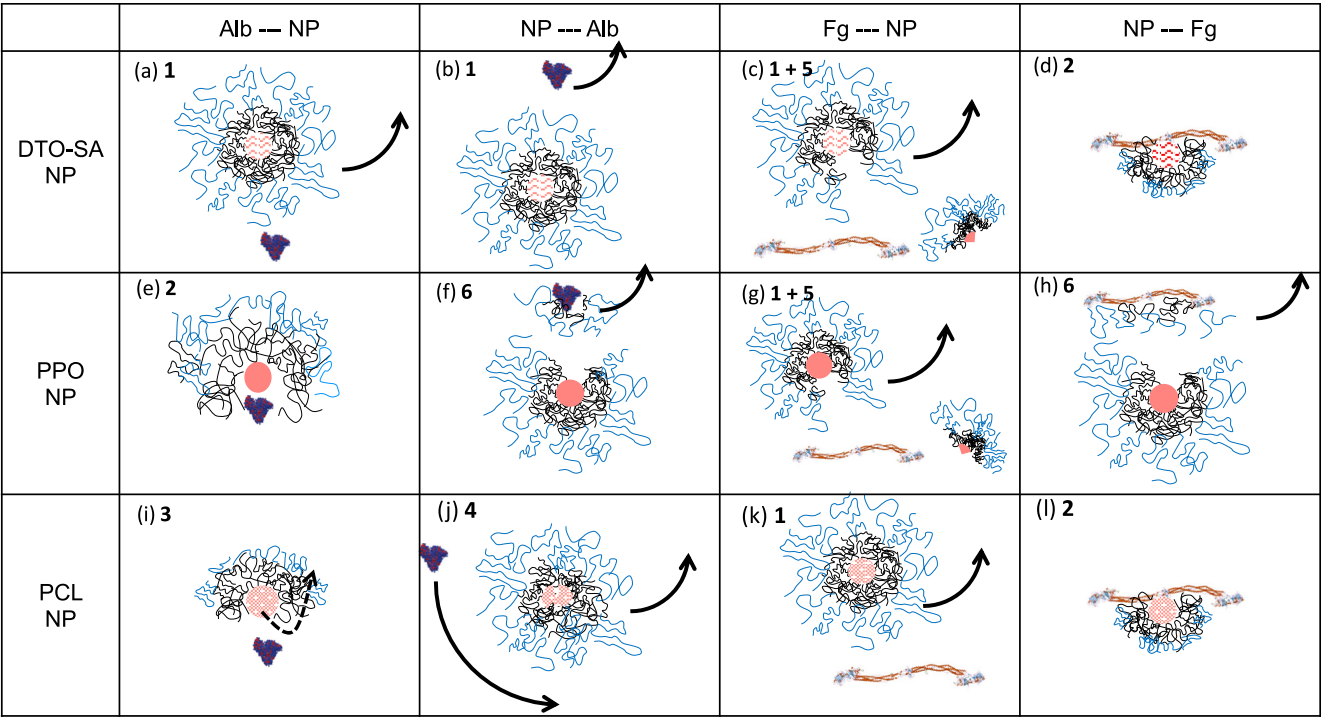 Alb --- NP
NP --- Alb
Fg --- NP
NP --- Fg
DTO-SA
NP
(a) 1
(b) 1
(c) 1 + 5
(d) 2
PPO
NP
(e) 2
(f) 6
(g) 1 + 5
(h) 6
PCL
NP
(i) 3
(j) 4
(k) 1
(l) 2